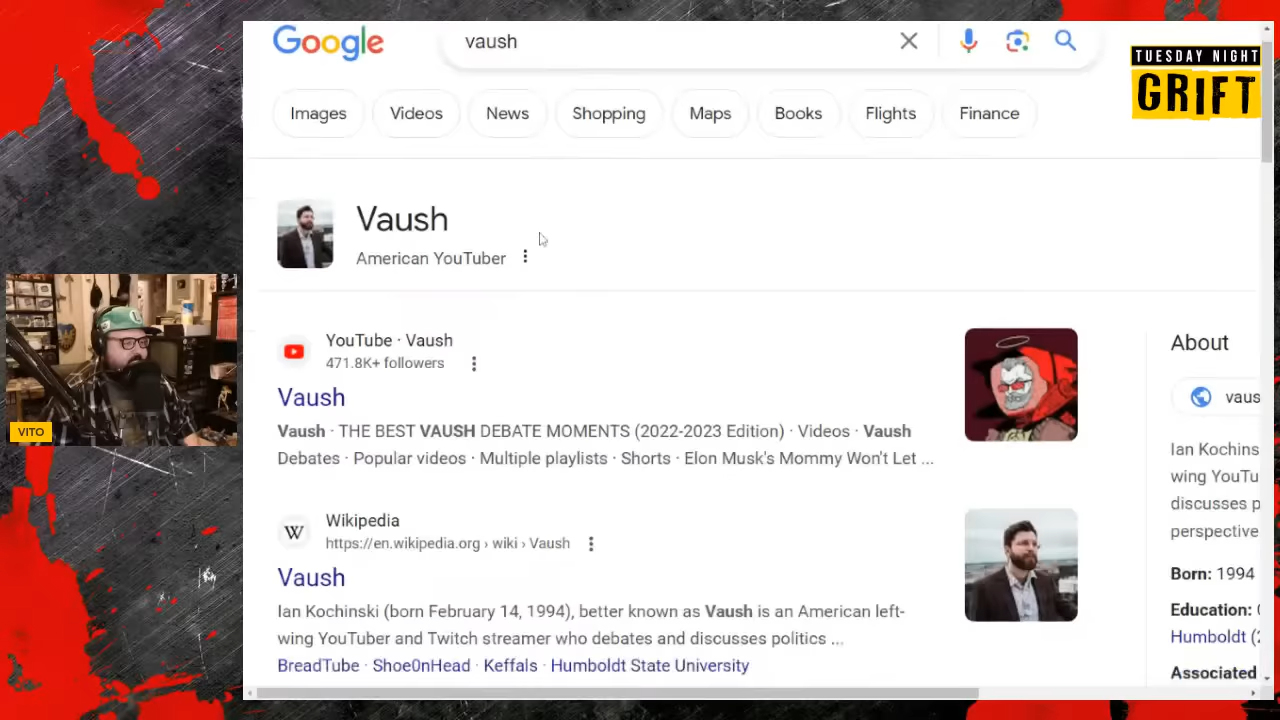 Google
vaush
TUESDAY NIGHT
GRIFT
Images
Videos
News
Shopping
Maps
Books
Flights
Finance
Vaush
American YouTuber
YouTube · Vaush
471.8K+ followers
Vaush
Vaush · THE BEST VAUSH DEBATE MOMENTS (2022-2023 Edition) · Videos · Vaush
Debates · Popular videos · Multiple playlists · Shorts · Elon Musk's Mommy Won't Let ...
W
Wikipedia
https://en.wikipedia.org › wiki › Vaush
Vaush
Ian Kochinski (born February 14, 1994), better known as Vaush is an American left-
wing YouTuber and Twitch streamer who debates and discusses politics ...
BreadTube · Shoe0nHead · Keffals · Humboldt State University
About
vaus
Ian Kochins
wing YouTu
discusses p
perspective
Born: 1994
Education:
Humboldt (2
Associated
VITO